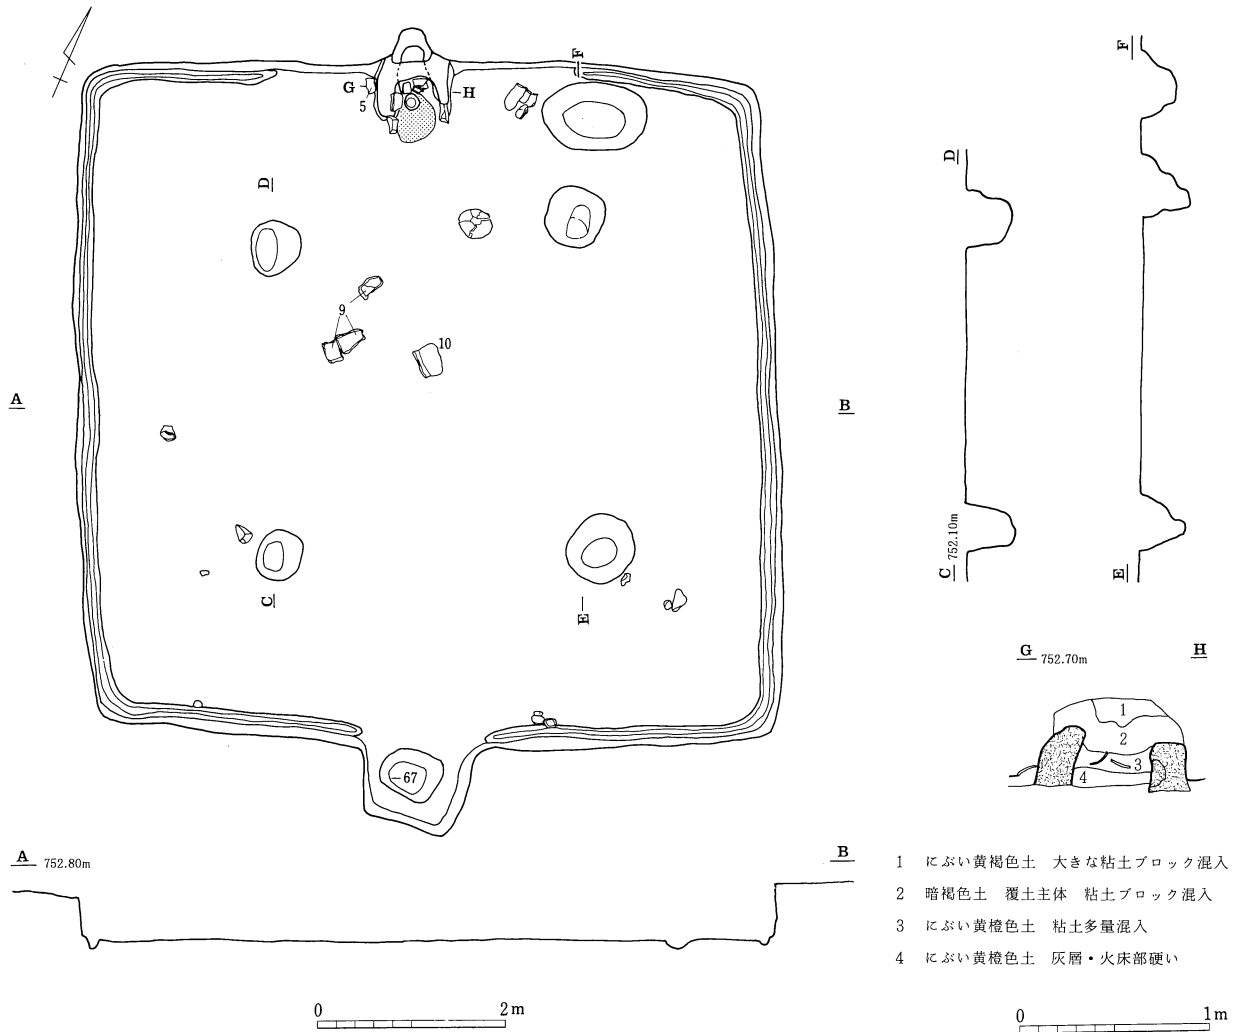 F
G
H
5
D
9
10
A
B
C
E
-67
A 752.80m
B
0 2m
F
D
C 752.10m
E
G 752.70m
H
1
2
3
4
1 にぶい黄褐色土 大きな粘土ブロック混入
2 暗褐色土 覆土主体 粘土ブロック混入
3 にぶい黄橙色土 粘土多量混入
4 にぶい黄橙色土 灰層・火床部硬い
0 1m